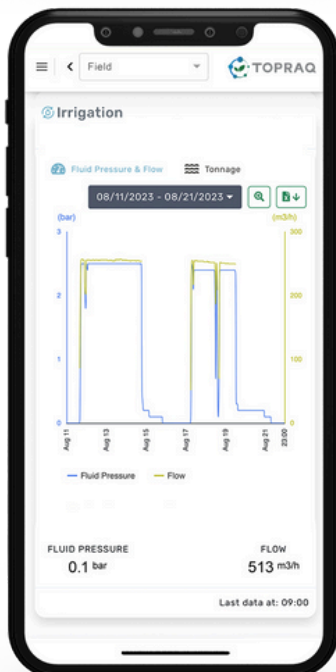 Field
TOPRAQ
Irrigation
Fluid Pressure & Flow
Tonnage
08/11/2023 - 08/21/2023
(bar)
(m3/h)
3
300
2
200
1
100
0
0
Aug 11
Aug 13
Aug 15
Aug 17
Aug 19
Aug 21
23:00
Fluid Pressure
Flow
FLUID PRESSURE
FLOW
0.1 bar
513 m3/h
Last data at: 09:00